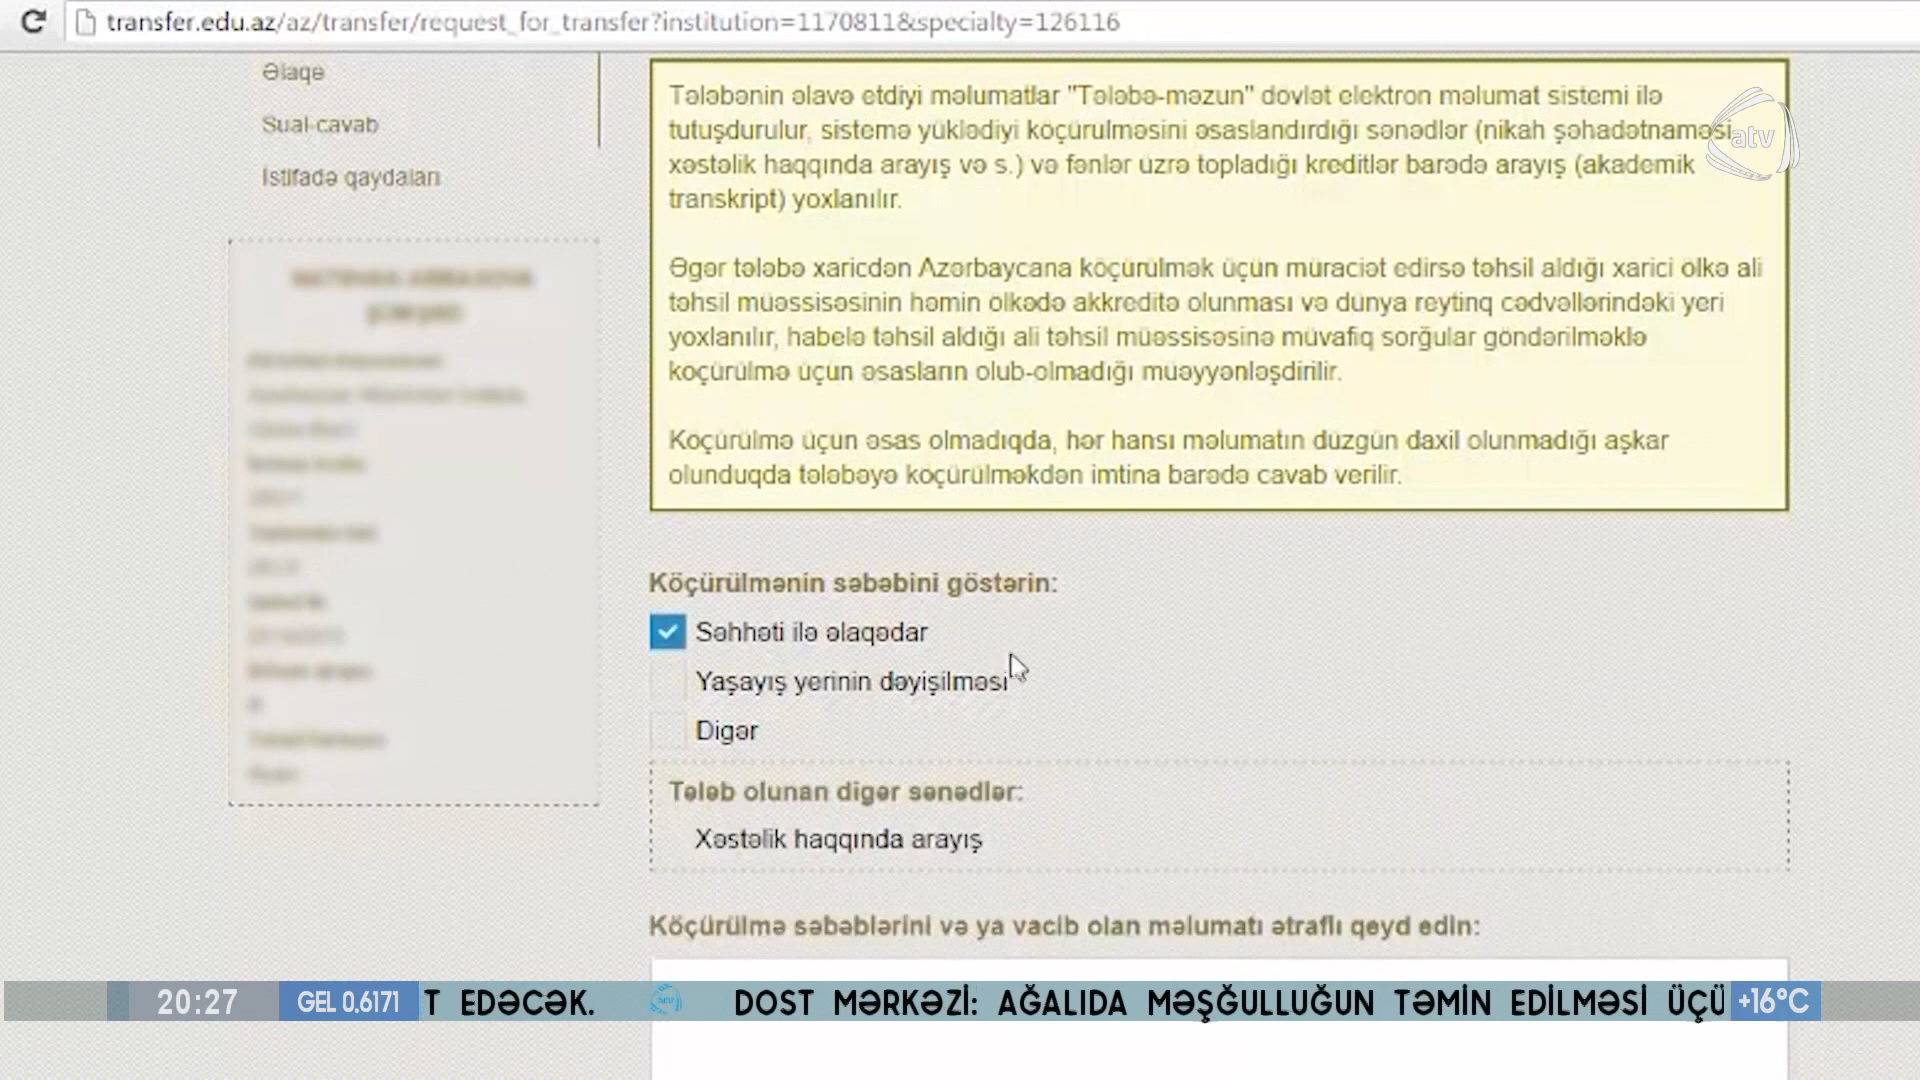 transfer.edu.az/az/transfer/request_for_transfer?institution=1170811&specialty=126116
Əlaqə
Sual-cavab
İstifadə qaydaları
Tələbənin əlavə etdiyi məlumatlar "Tələbə-məzun" dövlət elektron məlumat sistemi ilə
tutuşdurulur, sistemə yüklədiyi köçürülməsini əsaslandırdığı sənədlər (nikah şəhadətnaməsi,
xəstəlik haqqında arayış və s.) və fənlər üzrə topladığı kreditlər barədə arayış (akademik
transkript) yoxlanılır.
Əgər tələbə xaricdən Azərbaycana köçürülmək üçün müraciət edirsə təhsil aldığı xarici ölkə ali
təhsil müəssisəsinin həmin ölkədə akkreditə olunması və dünya reytinq cədvəllərindəki yeri
yoxlanılır, habelə təhsil aldığı ali təhsil müəssisəsinə müvafiq sorğular göndərilməklə
köçürülmə üçün əsasların olub-olmadığı müəyyənləşdirilir.
Köçürülmə üçün əsas olmadıqda, hər hansı məlumatın düzgün daxil olunmadığı aşkar
olunduqda tələbəyə köçürülməkdən imtina barədə cavab verilir.
atv
Köçürülmənin səbəbini göstərin:
Səhhəti ilə əlaqədar
Yaşayış yerinin dəyişilməsi
Digər
Tələb olunan digər sənədlər:
Xəstəlik haqqında arayış
Köçürülmə səbəblərini və ya vacib olan məlumatı ətraflı qeyd edin:
20:27 GEL 0.6171 T EDƏCƏK. atv DOST MƏRKƏZİ: AĞALIDA MƏŞĞULLUĞUN TƏMİN EDİLMƏSİ ÜÇÜ +16°C